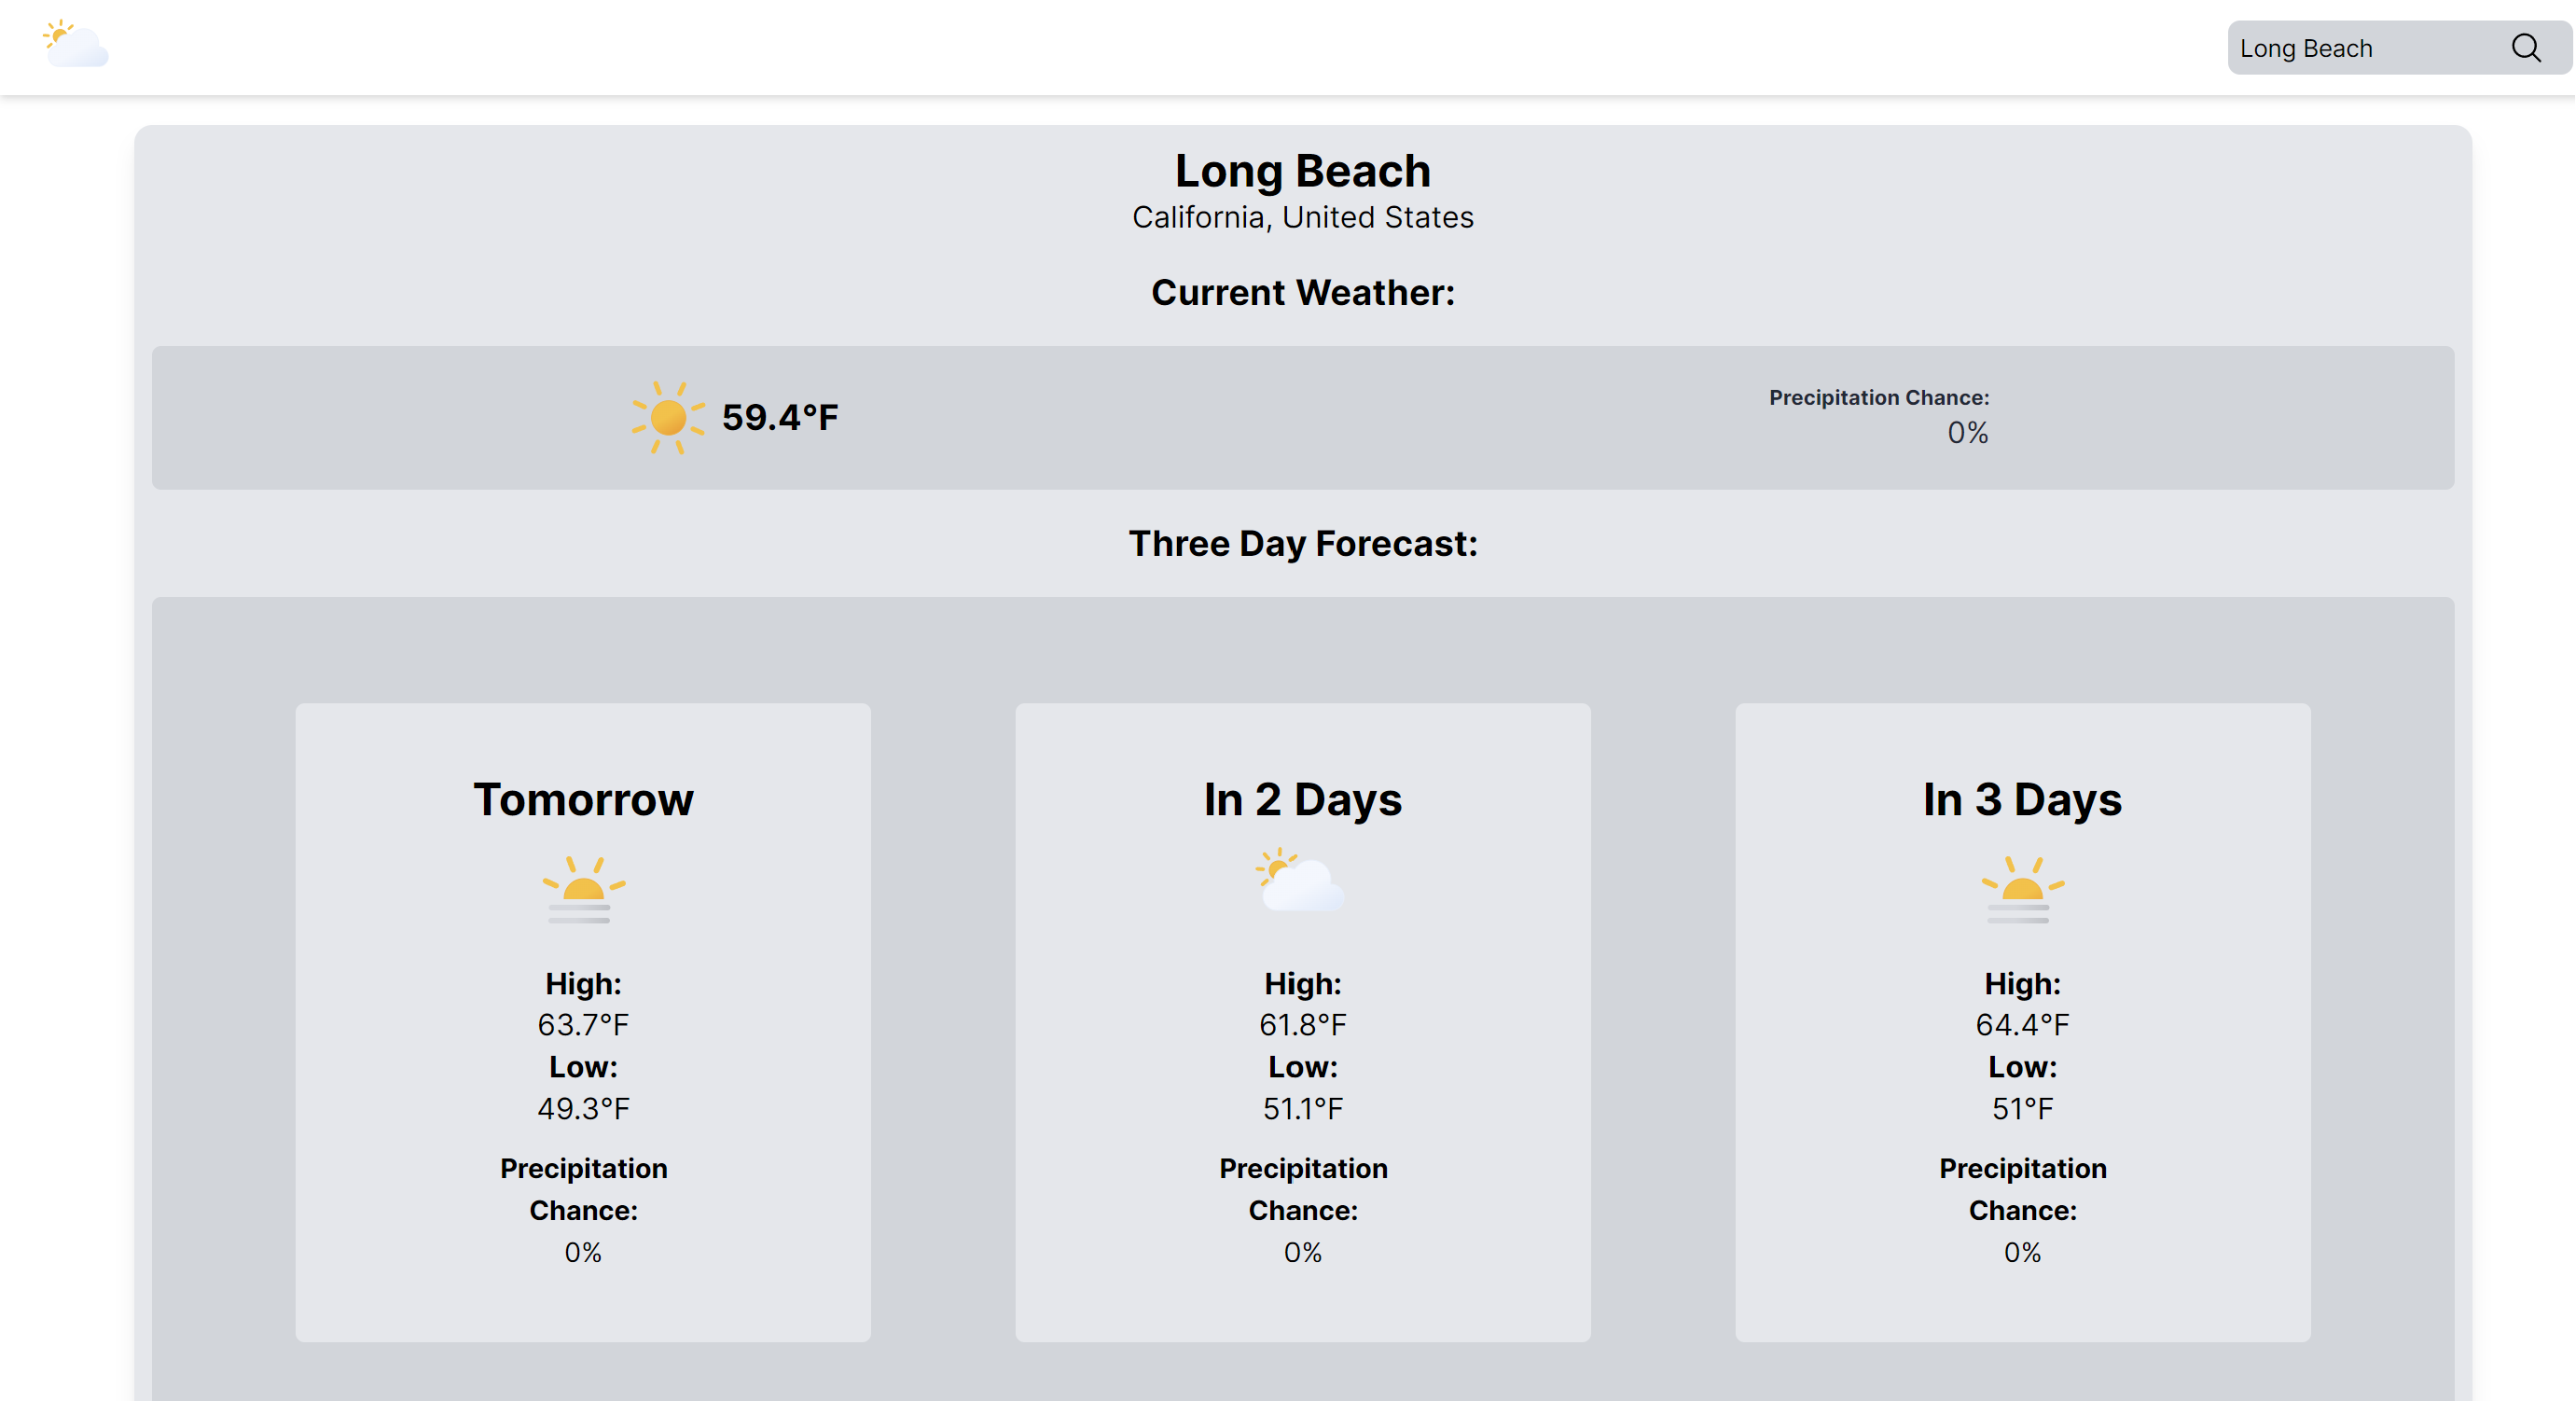 Long Beach
Long Beach
California, United States
Current Weather:
59.4°F
Precipitation Chance:
0%
Three Day Forecast:
Tomorrow
High:
63.7°F
Low:
49.3°F
Precipitation
Chance:
0%
In 2 Days
High:
61.8°F
Low:
51.1°F
Precipitation
Chance:
0%
In 3 Days
High:
64.4°F
Low:
51°F
Precipitation
Chance:
0%